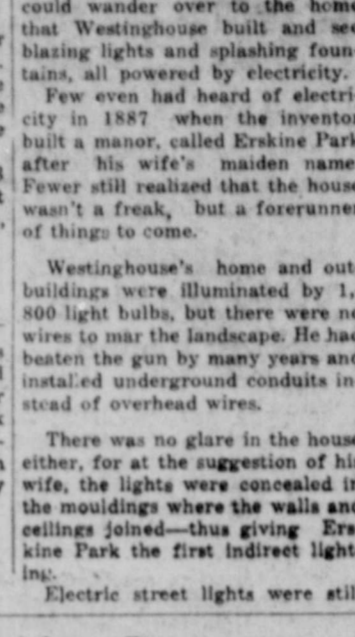 could wander over to the home
that Westinghouse built and see
blazing lights and splashing foun-
tains, all powered by electricity.
Few even had heard of electri-
city in 1887 when the inventor
built a manor, called Erskine Park
after his wife's maiden name.
Fewer still realized that the house
wasn't a freak, but a forerunner
of things to come.
Westinghouse's home and out-
buildings were illuminated by 1,-
800 light bulbs, but there were no
wires to mar the landscape. He had
beaten the gun by many years and
installed underground conduits in-
stead of overhead wires.
There was no glare in the house
either, for at the suggestion of his
wife, the lights were concealed in
the mouldings where the walls and
ceilings joined—thus giving Ers-
kine Park the first indirect light-
ing.
Electric street lights were still